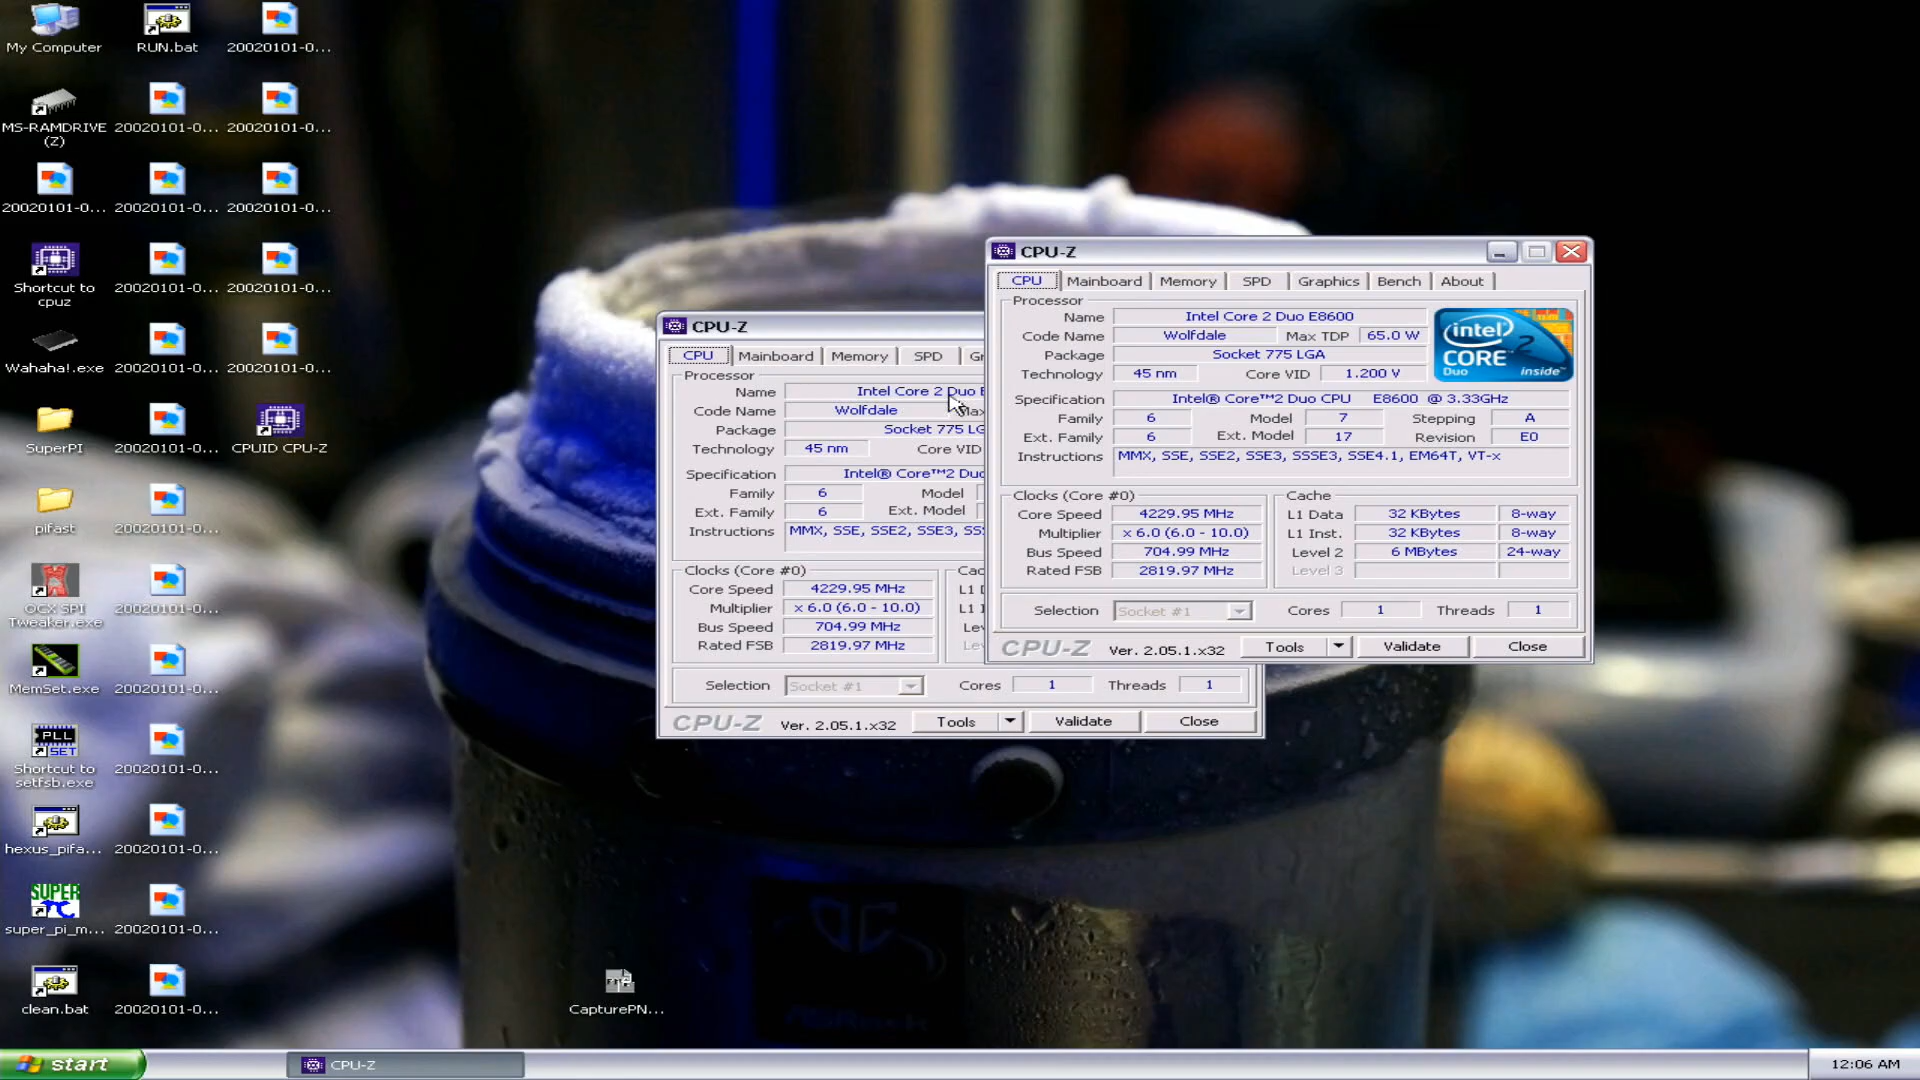 My Computer
RUN.bat
20020101-0...
MS-RAMDRIVE (Z)
20020101-0...
20020101-0...
20020101-0...
20020101-0...
20020101-0...
Shortcut to cpuz
20020101-0...
20020101-0...
Wahaha!.exe
20020101-0...
20020101-0...
SuperPI
20020101-0...
CPUID CPU-Z
pifast
20020101-0...
OCX SPI Tweaker.exe
20020101-0...
MemSet.exe
20020101-0...
PLL
SET
Shortcut to setfsb.exe
20020101-0...
hexus_pifa...
20020101-0...
SUPER
super_pi_m...
20020101-0...
clean.bat
20020101-0...
CapturePN...
CPU-Z
CPU Mainboard Memory SPD
Processor
Name Intel Core 2 Duo
Code Name Wolfdale
Package Socket 775
Technology 45 nm Core VID
Specification Intel® Core™2 Duo
Family 6 Model
Ext. Family 6 Ext. Model
Instructions MMX, SSE, SSE2, SSE3,
Clocks (Core #0)
Core Speed 4229.95 MHz
Multiplier x 6.0 (6.0 - 10.0)
Bus Speed 704.99 MHz
Rated FSB 2819.97 MHz
Selection Socket #1 Cores 1 Threads 1
CPU-Z Ver. 2.05.1.x32 Tools Validate Close
CPU-Z
CPU Mainboard Memory SPD Graphics Bench About
Processor
Name Intel Core 2 Duo E8600
Code Name Wolfdale Max TDP 65.0 W
Package Socket 775 LGA
Technology 45 nm Core VID 1.200 V
intel
CORE 2
Duo inside™
Specification Intel® Core™2 Duo CPU E8600 @ 3.33GHz
Family 6 Model 7 Stepping A
Ext. Family 6 Ext. Model 17 Revision E0
Instructions MMX, SSE, SSE2, SSE3, SSSE3, SSE4.1, EM64T, VT-x
Clocks (Core #0)
Core Speed 4229.95 MHz
Multiplier x 6.0 (6.0 - 10.0)
Bus Speed 704.99 MHz
Rated FSB 2819.97 MHz
Cache
L1 Data 32 KBytes 8-way
L1 Inst. 32 KBytes 8-way
Level 2 6 MBytes 24-way
Level 3
Selection Socket #1 Cores 1 Threads 1
CPU-Z Ver. 2.05.1.x32 Tools Validate Close
start
CPU-Z
12:06 AM